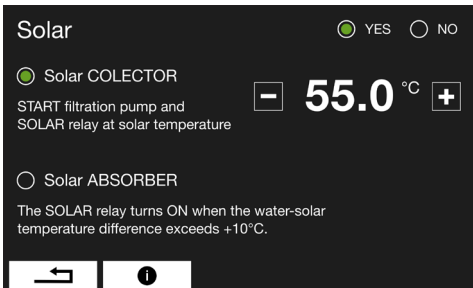 Solar
YES NO
Solar COLECTOR
START filtration pump and
SOLAR relay at solar temperature
- 55.0 °C +
Solar ABSORBER
The SOLAR relay turns ON when the water-solar
temperature difference exceeds +10°C.
i